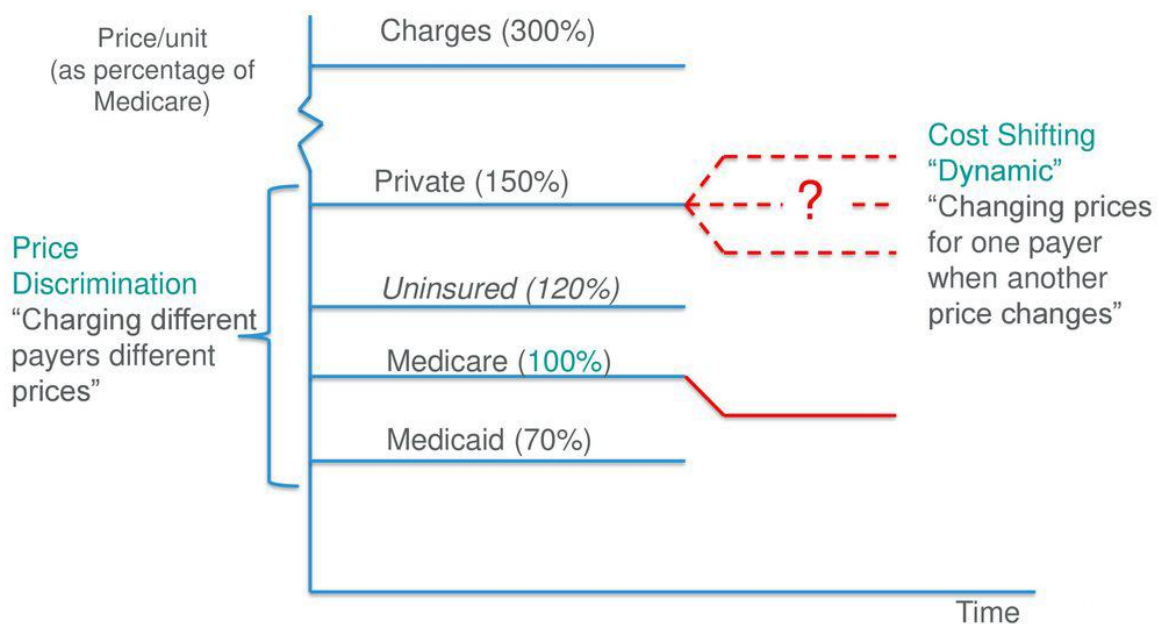 Price/unit
(as percentage of
Medicare)
Charges (300%)
Private (150%)
Uninsured (120%)
Medicare (100%)
Medicaid (70%)
Price
Discrimination
“Charging different
payers different
prices”
?
Cost Shifting
“Dynamic”
“Changing prices
for one payer
when another
price changes”
Time